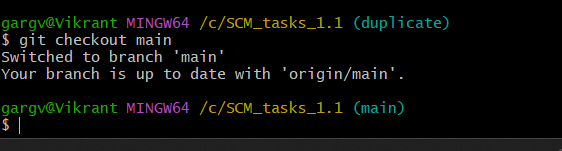 gargv@Vikrant MINGW64 /c/SCM_tasks_1.1 (duplicate)
$ git checkout main
Switched to branch 'main'
Your branch is up to date with 'origin/main'.
gargv@Vikrant MINGW64 /c/SCM_tasks_1.1 (main)
$